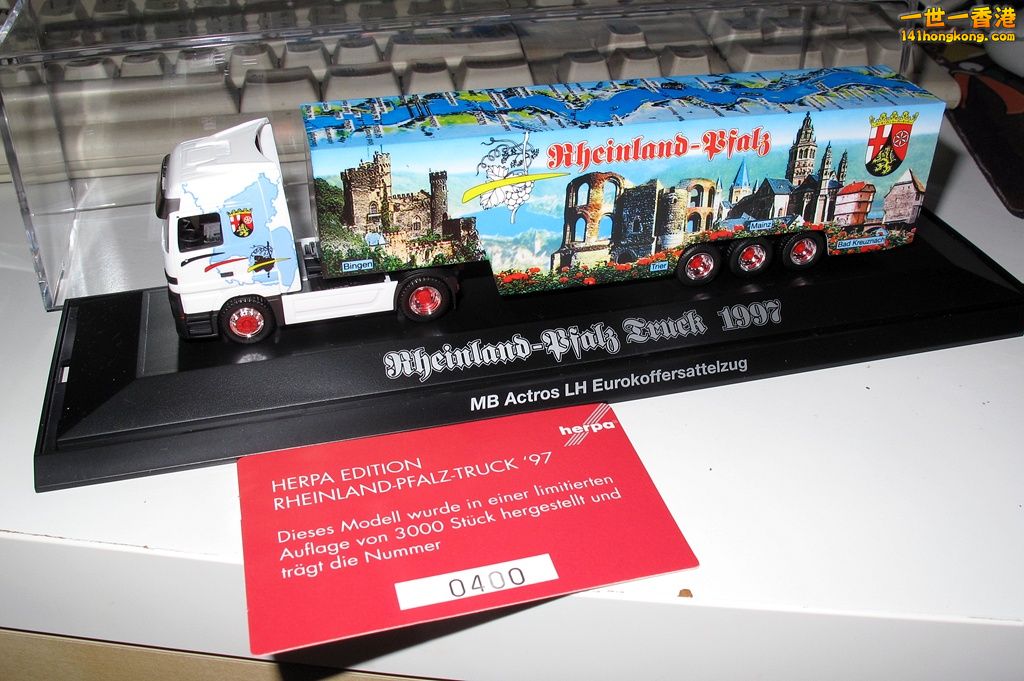 一世一香港
141hongkong.com
Rheinland-Pfalz
Bingen
Trier
Mainz
Bad Kreuznach
Rheinland-Pfalz Truck 1997
MB Actros LH Eurokoffersattelzug
herpa
HERPA EDITION
RHEINLAND-PFALZ-TRUCK '97
Dieses Modell wurde in einer limitierten
Auflage von 3000 Stück hergestellt und
trägt die Nummer
0400